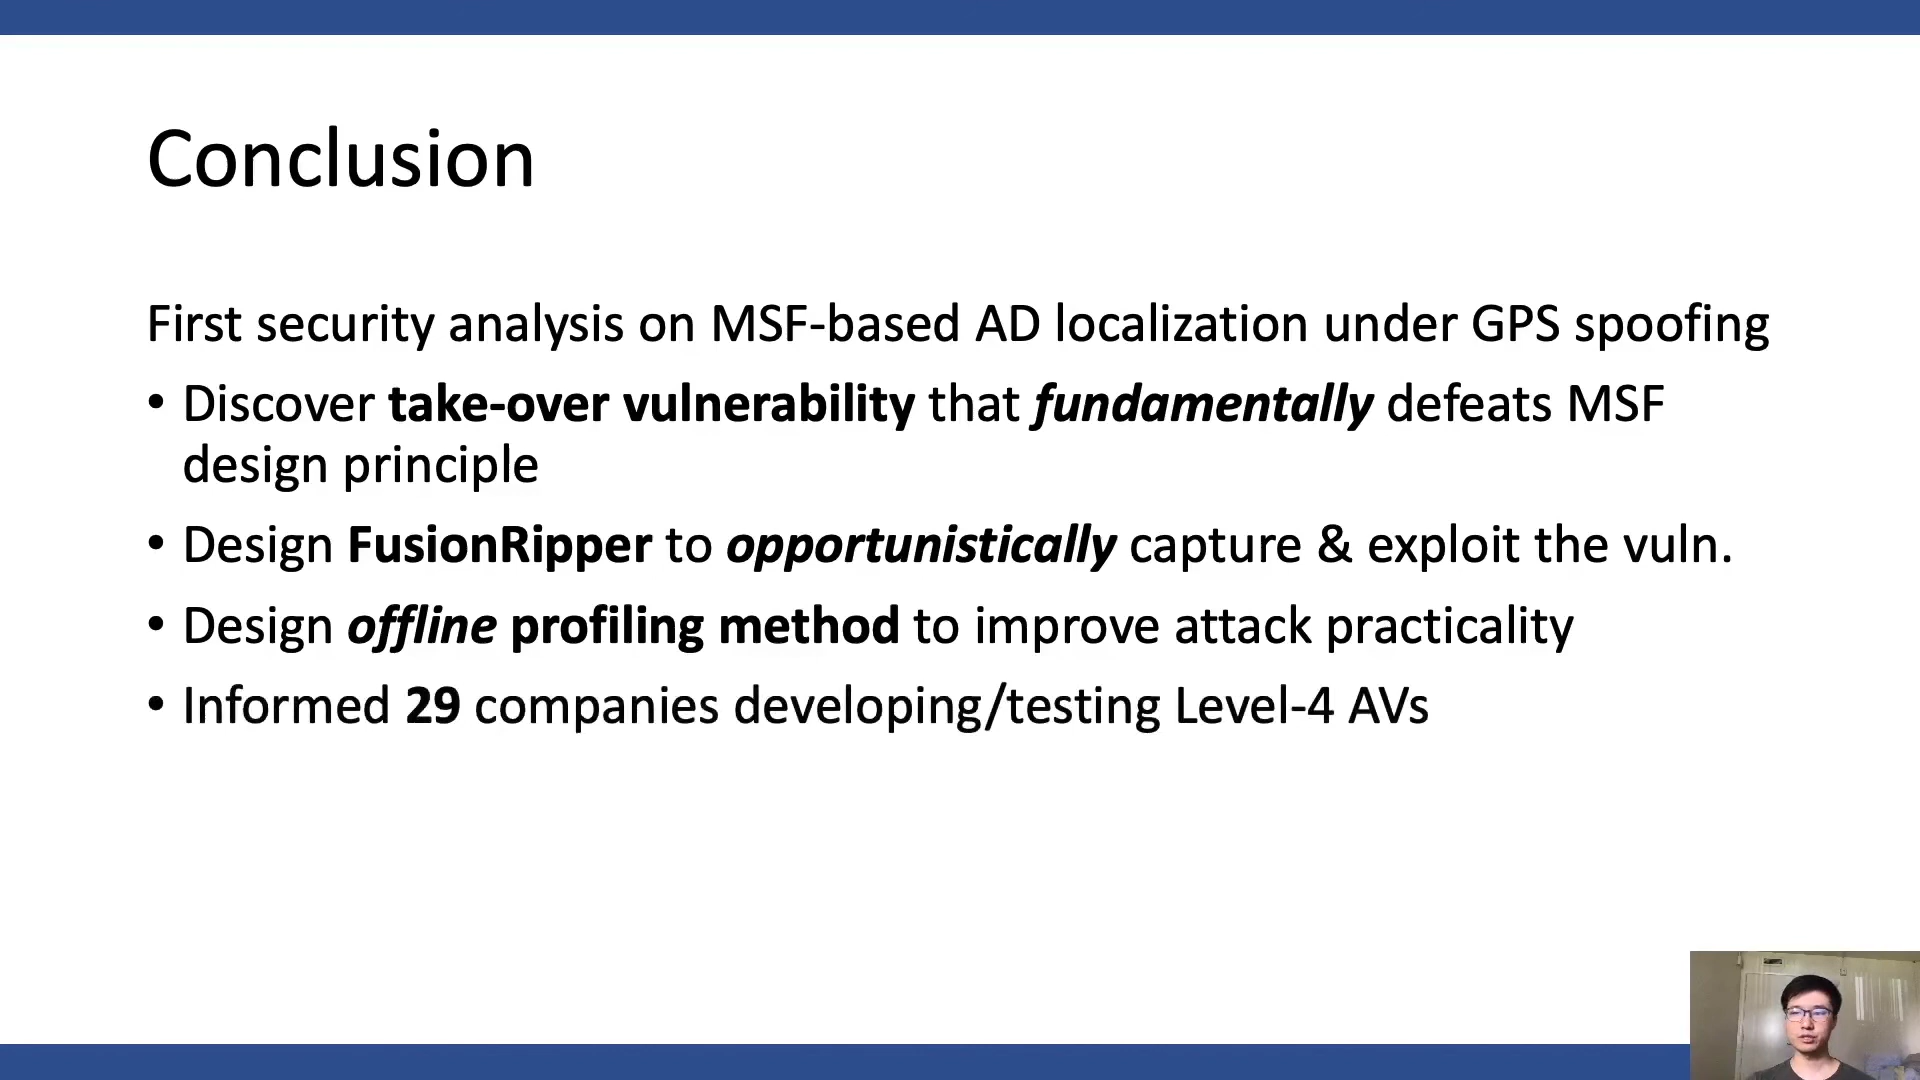 Conclusion
First security analysis on MSF-based AD localization under GPS spoofing
• Discover take-over vulnerability that fundamentally defeats MSF
design principle
• Design FusionRipper to opportunistically capture & exploit the vuln.
• Design offline profiling method to improve attack practicality
• Informed 29 companies developing/testing Level-4 AVs